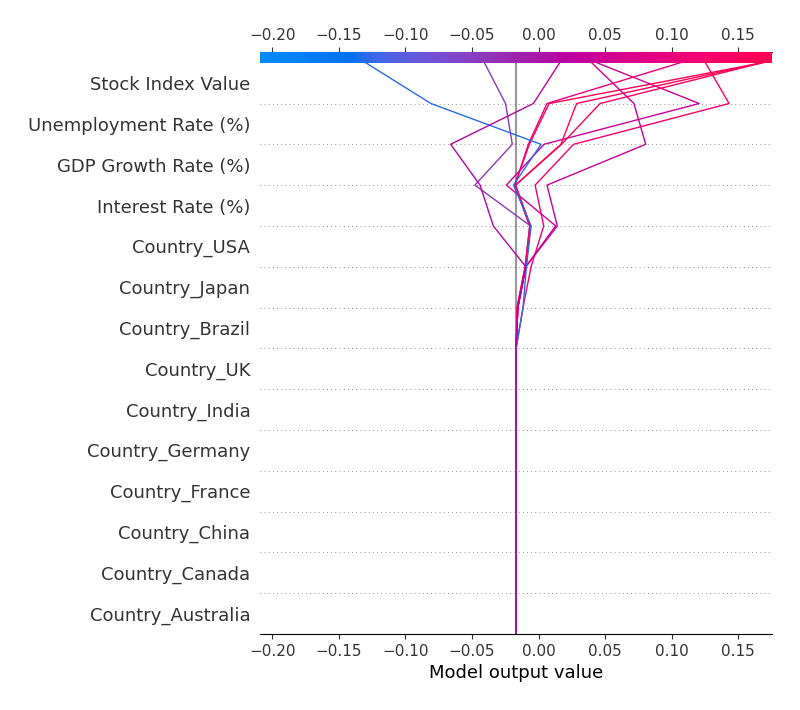 −0.20 −0.15 −0.10 −0.05 0.00 0.05 0.10 0.15
Stock Index Value
Unemployment Rate (%)
GDP Growth Rate (%)
Interest Rate (%)
Country_USA
Country_Japan
Country_Brazil
Country_UK
Country_India
Country_Germany
Country_France
Country_China
Country_Canada
Country_Australia
−0.20 −0.15 −0.10 −0.05 0.00 0.05 0.10 0.15
Model output value